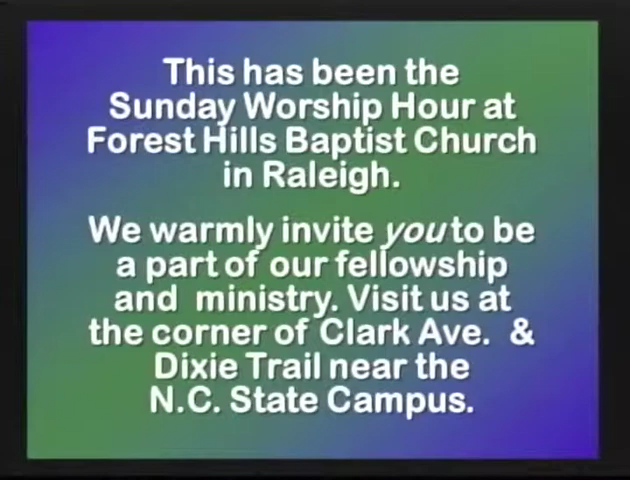 This has been the
Sunday Worship Hour at
Forest Hills Baptist Church
in Raleigh.
We warmly invite you to be
a part of our fellowship
and ministry. Visit us at
the corner of Clark Ave. &
Dixie Trail near the
N.C. State Campus.